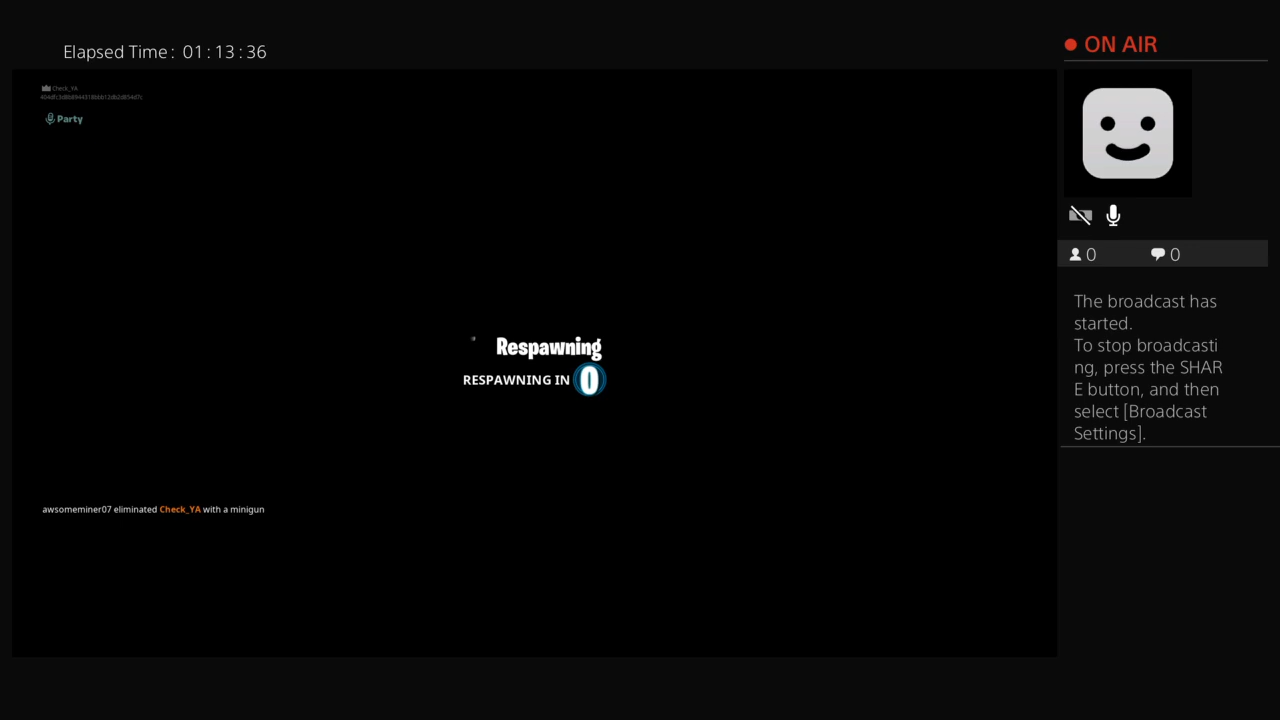 Elapsed Time: 01:13:36
ON AIR
Check_YA
Party
0
0
The broadcast has
started.
To stop broadcasti
ng, press the SHAR
E button, and then
select [Broadcast
Settings].
Respawning
RESPAWNING IN 0
awsomeminer07 eliminated Check_YA with a minigun